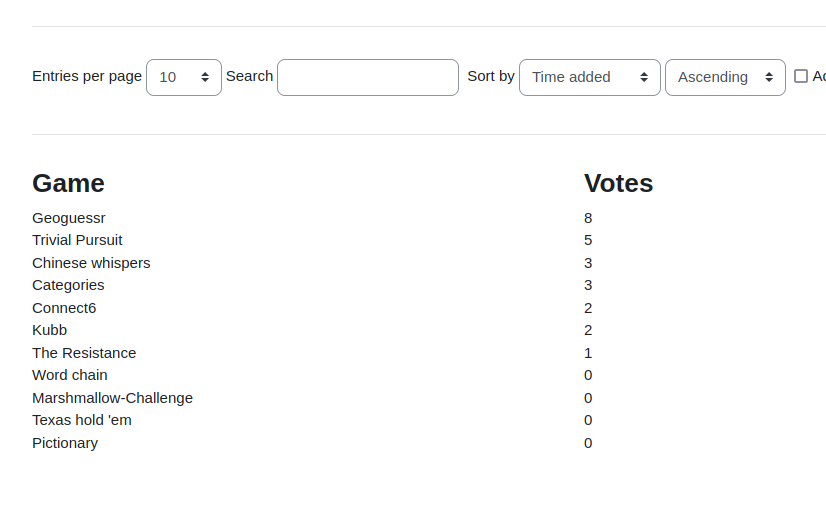 Entries per page 10 Search Sort by Time added Ascending
Game Votes
Geoguessr 8
Trivial Pursuit 5
Chinese whispers 3
Categories 3
Connect6 2
Kubb 2
The Resistance 1
Word chain 0
Marshmallow-Challenge 0
Texas hold 'em 0
Pictionary 0